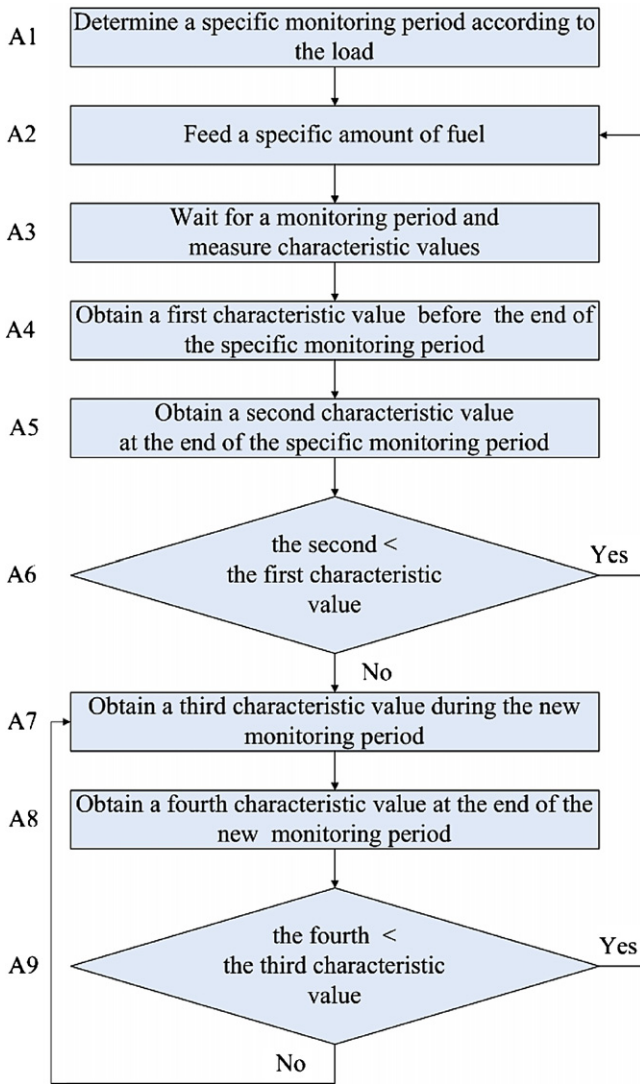 A1
Determine a specific monitoring period according to
the load
A2
Feed a specific amount of fuel
A3
Wait for a monitoring period and
measure characteristic values
A4
Obtain a first characteristic value before the end of
the specific monitoring period
A5
Obtain a second characteristic value
at the end of the specific monitoring period
A6
the second <
the first characteristic
value
Yes
No
A7
Obtain a third characteristic value during the new
monitoring period
A8
Obtain a fourth characteristic value at the end of the
new monitoring period
A9
the fourth <
the third characteristic
value
Yes
No